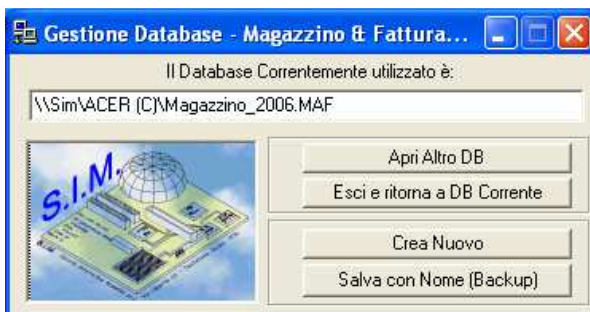 Gestione Database - Magazzino & Fattura...
Il Database Correntemente utilizzato è:
\\Sim\ACER (C)\Magazzino_2006.MAF
S.I.M.
Apri Altro DB
Esci e ritorna a DB Corrente
Crea Nuovo
Salva con Nome (Backup)